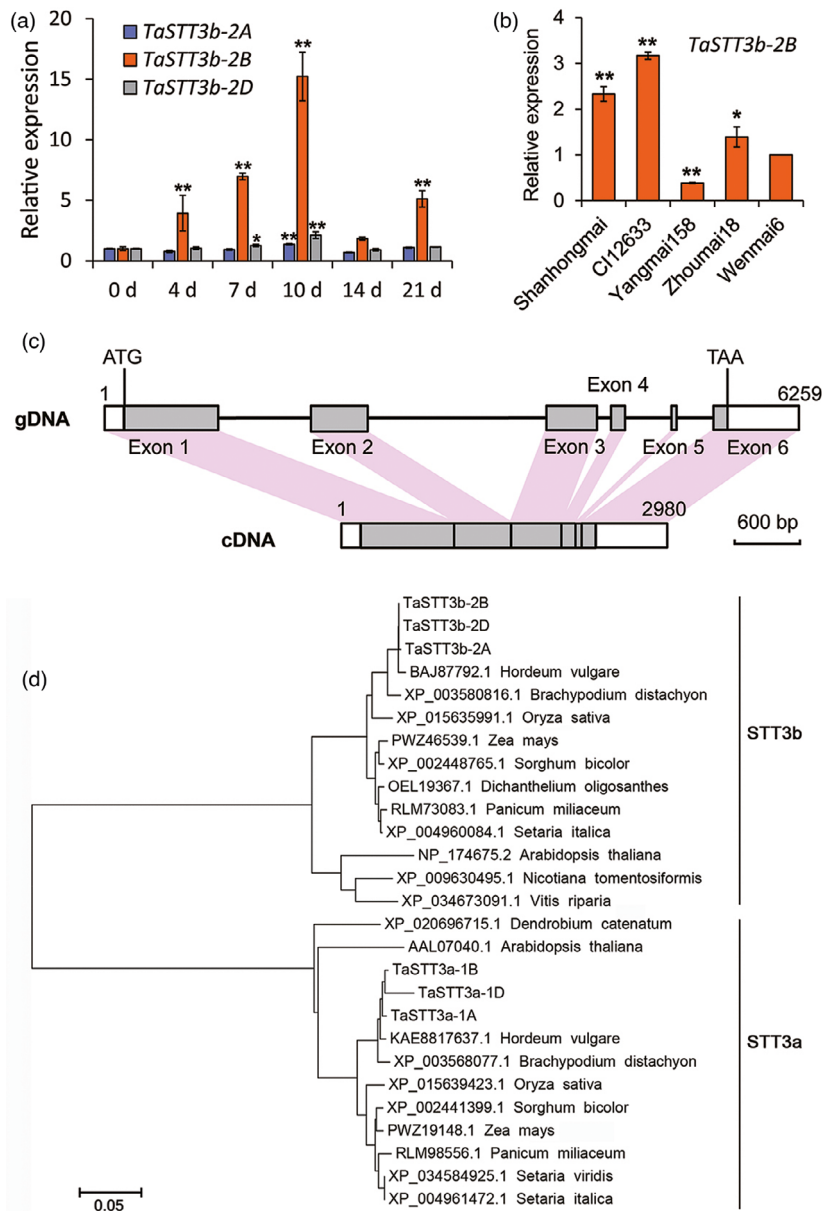 (a)
20
15
10
5
0
Relative expression
TaSTT3b-2A
TaSTT3b-2B
TaSTT3b-2D
**
**
*
**
**
**
**
0 d 4 d 7 d 10 d 14 d 21 d
(b)
4
3
2
1
0
Relative expression
TaSTT3b-2B
**
**
**
*
Shanhongmai
CI12633
Yangmai158
Zhoumai18
Wenmai6
(c)
ATG
TAA
1
Exon 4
6259
gDNA
Exon 1 Exon 2 Exon 3 Exon 5 Exon 6
1
2980
cDNA
600 bp
(d)
TaSTT3b-2B
TaSTT3b-2D
TaSTT3b-2A
BAJ87792.1 Hordeum vulgare
XP_003580816.1 Brachypodium distachyon
XP_015635991.1 Oryza sativa
PWZ46539.1 Zea mays
XP_002448765.1 Sorghum bicolor
OEL19367.1 Dichanthelium oligosanthes
RLM73083.1 Panicum miliaceum
XP_004960084.1 Setaria italica
NP_174675.2 Arabidopsis thaliana
XP_009630495.1 Nicotiana tomentosiformis
XP_034673091.1 Vitis riparia
STT3b
XP_020696715.1 Dendrobium catenatum
AAL07040.1 Arabidopsis thaliana
TaSTT3a-1B
TaSTT3a-1D
TaSTT3a-1A
KAE8817637.1 Hordeum vulgare
XP_003568077.1 Brachypodium distachyon
XP_015639423.1 Oryza sativa
XP_002441399.1 Sorghum bicolor
PWZ19148.1 Zea mays
RLM98556.1 Panicum miliaceum
XP_034584925.1 Setaria viridis
XP_004961472.1 Setaria italica
STT3a
0.05